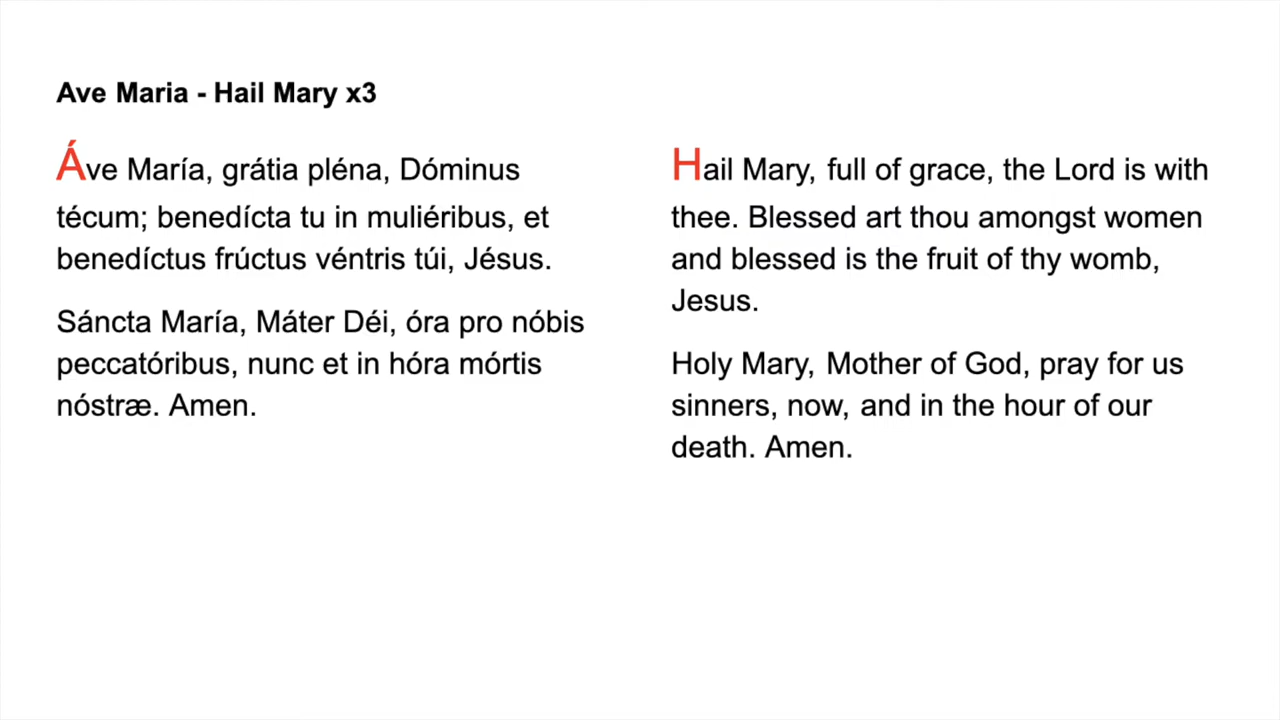 Ave Maria - Hail Mary x3
Áve María, grátia pléna, Dóminus
técum; benedícta tu in muliéribus, et
benedíctus frúctus véntris túi, Jésus.
Sáncta María, Máter Déi, óra pro nóbis
peccatóribus, nunc et in hóra mórtis
nóstræ. Amen.
Hail Mary, full of grace, the Lord is with
thee. Blessed art thou amongst women
and blessed is the fruit of thy womb,
Jesus.
Holy Mary, Mother of God, pray for us
sinners, now, and in the hour of our
death. Amen.